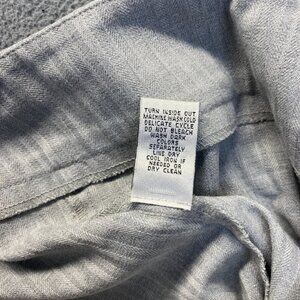 TURN INSIDE OUT
MACHINE WASH COLD
DELICATE CYCLE
DO NOT BLEACH
WASH DARK
COLORS
SEPARATELY
LINE DRY
COOL IRON IF
NEEDED OR
DRY CLEAN